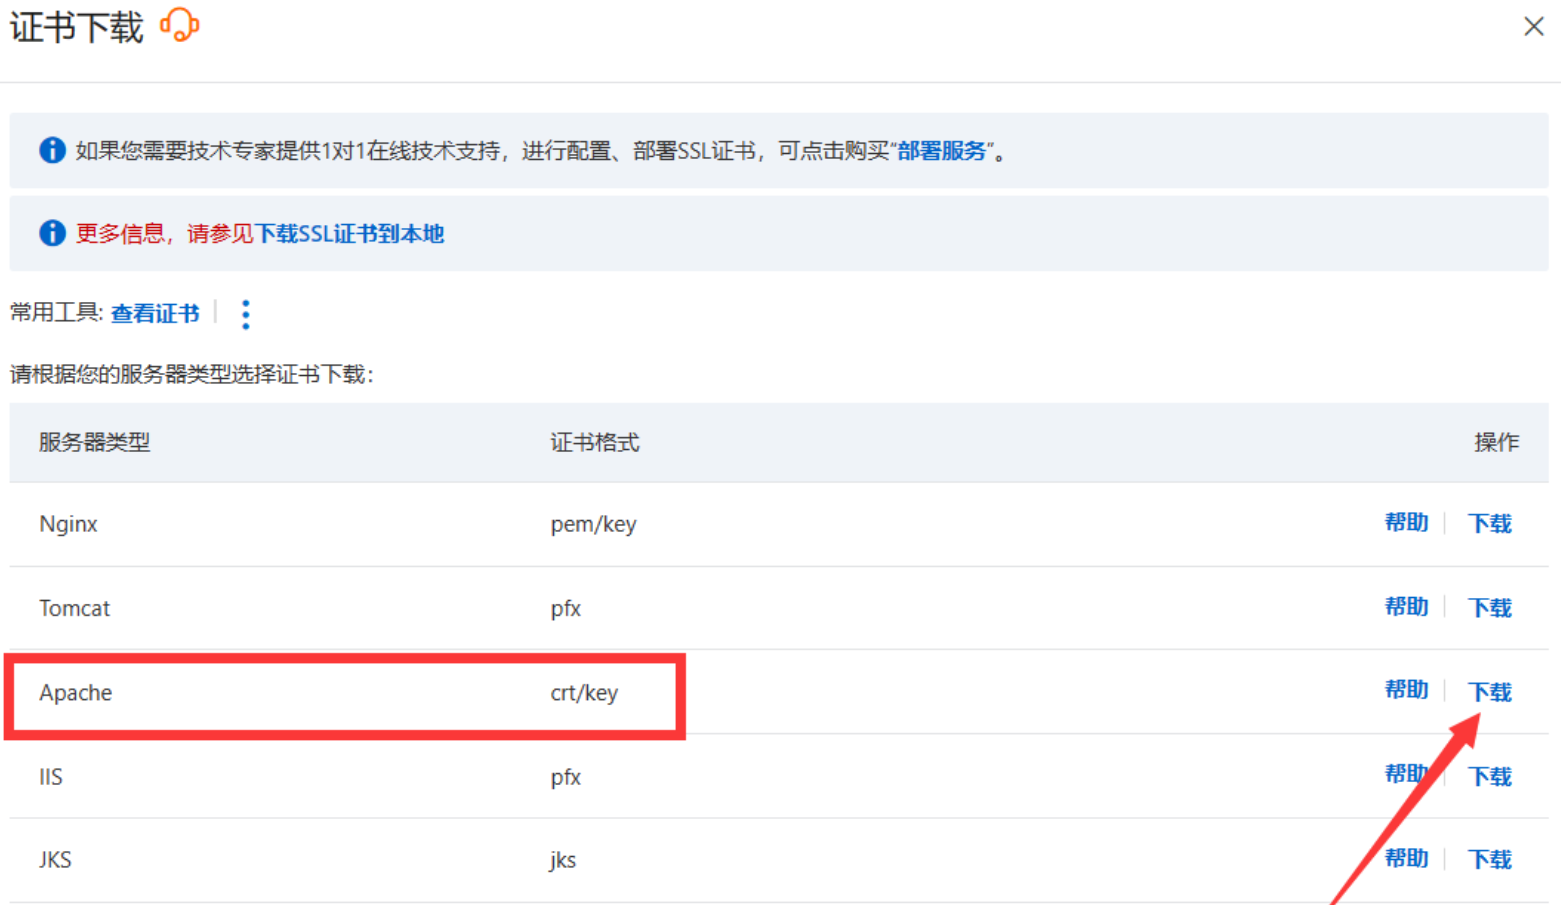 证书下载
如果您需要技术专家提供1对1在线技术支持，进行配置、部署SSL证书，可点击购买“部署服务”。
更多信息，请参见下载SSL证书到本地
常用工具: 查看证书
请根据您的服务器类型选择证书下载：
服务器类型 证书格式 操作
Nginx pem/key 帮助 下载
Tomcat pfx 帮助 下载
Apache crt/key 帮助 下载
IIS pfx 帮助 下载
JKS jks 帮助 下载